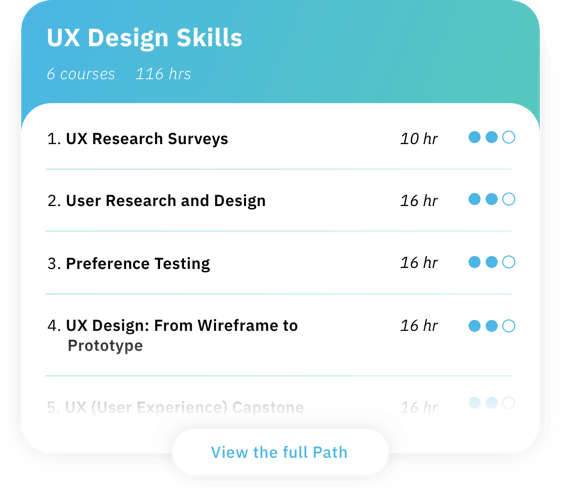 UX Design Skills
6 courses 116 hrs
1. UX Research Surveys 10 hr
2. User Research and Design 16 hr
3. Preference Testing 16 hr
4. UX Design: From Wireframe to 16 hr
Prototype
5. UX (User Experience) Capstone 16 hr
View the full Path